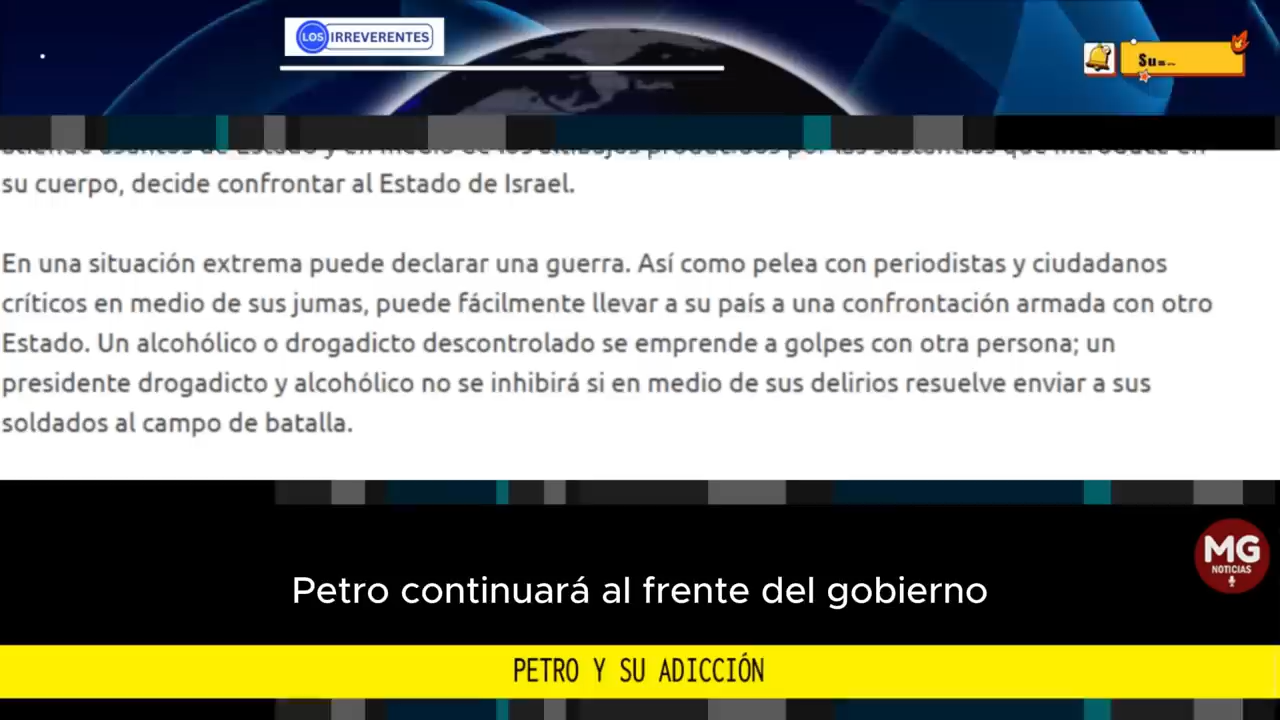 LOS IRREVERENTES
su cuerpo, decide confrontar al Estado de Israel.
En una situación extrema puede declarar una guerra. Así como pelea con periodistas y ciudadanos
críticos en medio de sus jumas, puede fácilmente llevar a su país a una confrontación armada con otro
Estado. Un alcohólico o drogadicto descontrolado se emprende a golpes con otra persona; un
presidente drogadicto y alcohólico no se inhibirá si en medio de sus delirios resuelve enviar a sus
soldados al campo de batalla.
MG
NOTICIAS
Petro continuará al frente del gobierno
PETRO Y SU ADICCIÓN